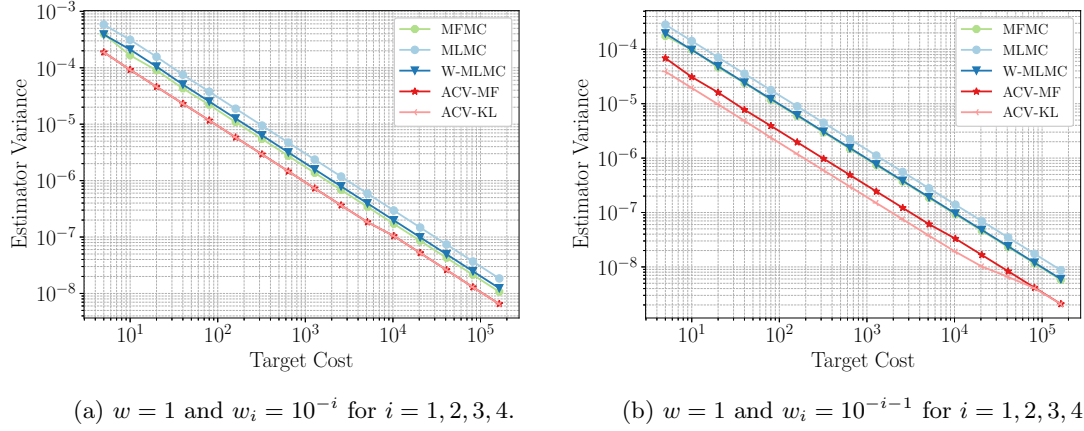 10^{-3}
10^{-4}
10^{-5}
10^{-6}
10^{-7}
10^{-8}
Estimator Variance
10^1
10^2
10^3
10^4
10^5
Target Cost
MFMC
MLMC
W-MLMC
ACV-MF
ACV-KL
(a) $w = 1$ and $w_i = 10^{-i}$ for $i = 1, 2, 3, 4$.
10^{-4}
10^{-5}
10^{-6}
10^{-7}
10^{-8}
Estimator Variance
10^1
10^2
10^3
10^4
10^5
Target Cost
MFMC
MLMC
W-MLMC
ACV-MF
ACV-KL
(b) $w = 1$ and $w_i = 10^{-i-1}$ for $i = 1, 2, 3, 4$